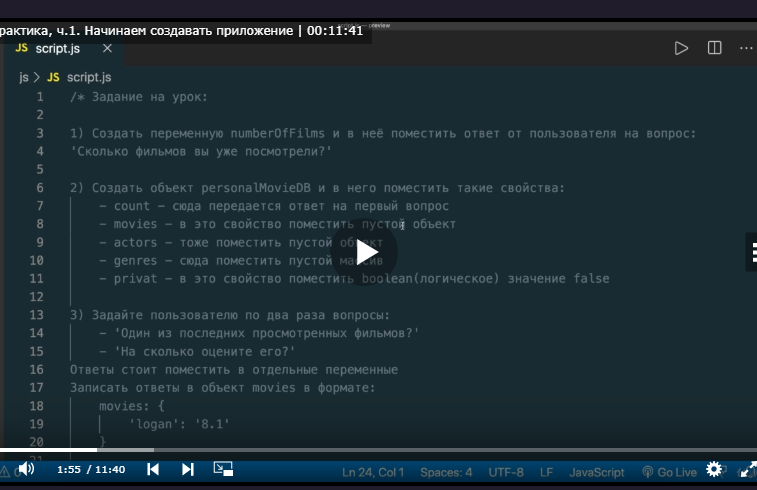 script.js — preview
рактика, ч.1. Начинаем создавать приложение | 00:11:41
JS script.js ×
js > JS script.js
1 /* Задание на урок:
2
3 1) Создать переменную numberOfFilms и в неё поместить ответ от пользователя на вопрос:
4 'Сколько фильмов вы уже посмотрели?'
5
6 2) Создать объект personalMovieDB и в него поместить такие свойства:
7 - count - сюда передается ответ на первый вопрос
8 - movies - в это свойство поместить пустой объект
9 - actors - тоже поместить пустой объект
10 - genres - сюда поместить пустой массив
11 - privat - в это свойство поместить boolean(логическое) значение false
12
13 3) Задайте пользователю по два раза вопросы:
14 - 'Один из последних просмотренных фильмов?'
15 - 'На сколько оцените его?'
16 Ответы стоит поместить в отдельные переменные
17 Записать ответы в объект movies в формате:
18 movies: {
19 'logan': '8.1'
20 }
21
1:55 / 11:40 Ln 24, Col 1 Spaces: 4 UTF-8 LF JavaScript Go Live